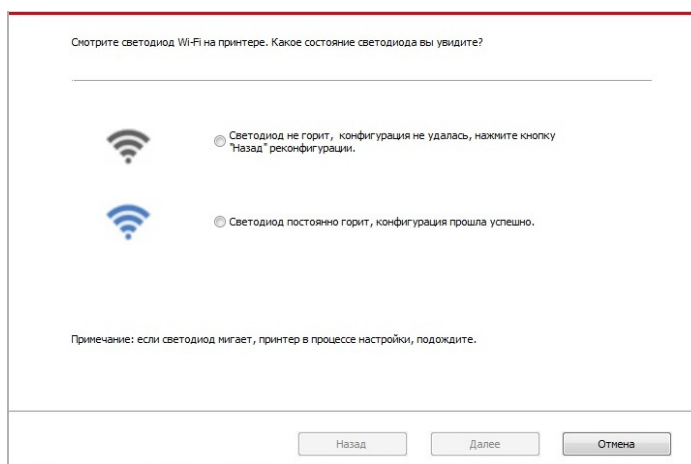 Смотрите светодиод Wi-Fi на принтере. Какое состояние светодиода вы увидите?
Светодиод не горит, конфигурация не удалась, нажмите кнопку
"Назад" реконфигурации.
Светодиод постоянно горит, конфигурация прошла успешно.
Примечание: если светодиод мигает, принтер в процессе настройки, подождите.
Назад
Далее
Отмена